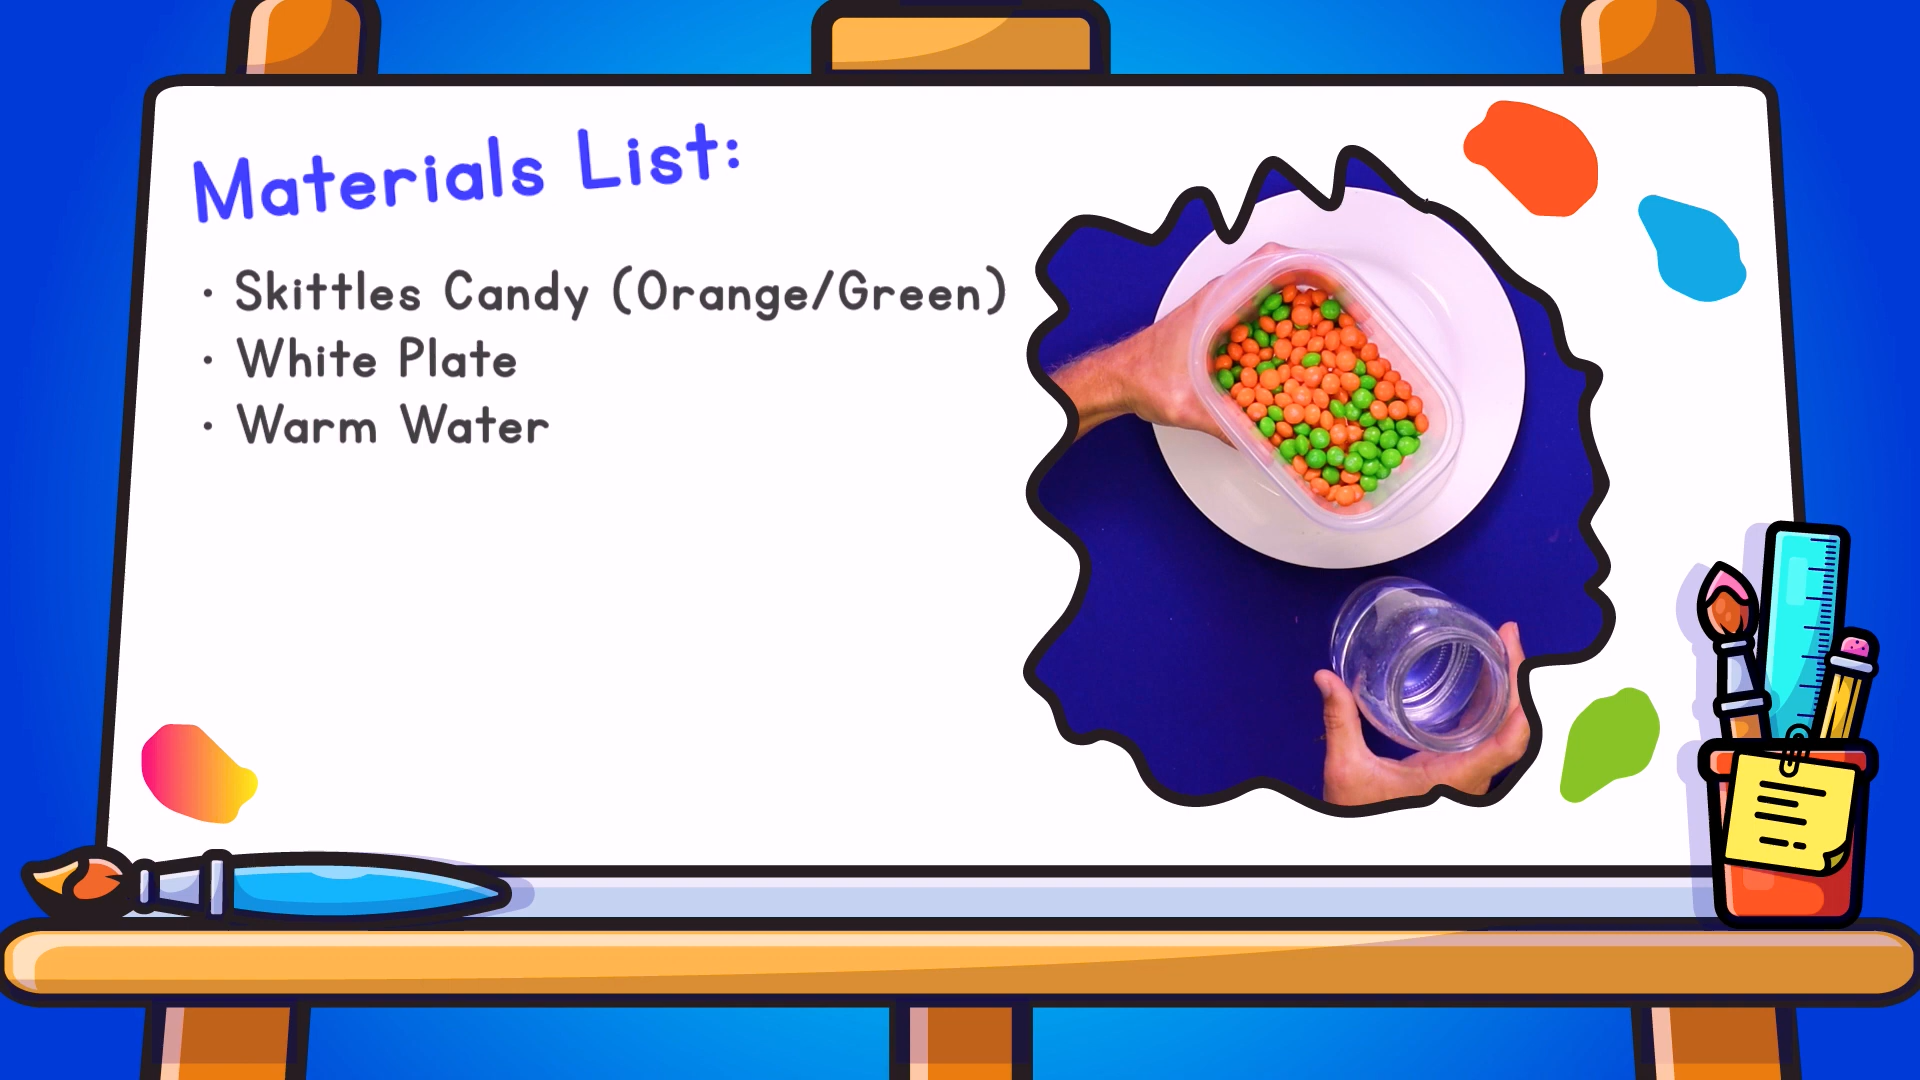 Materials List:
• Skittles Candy (Orange/Green)
• White Plate
• Warm Water